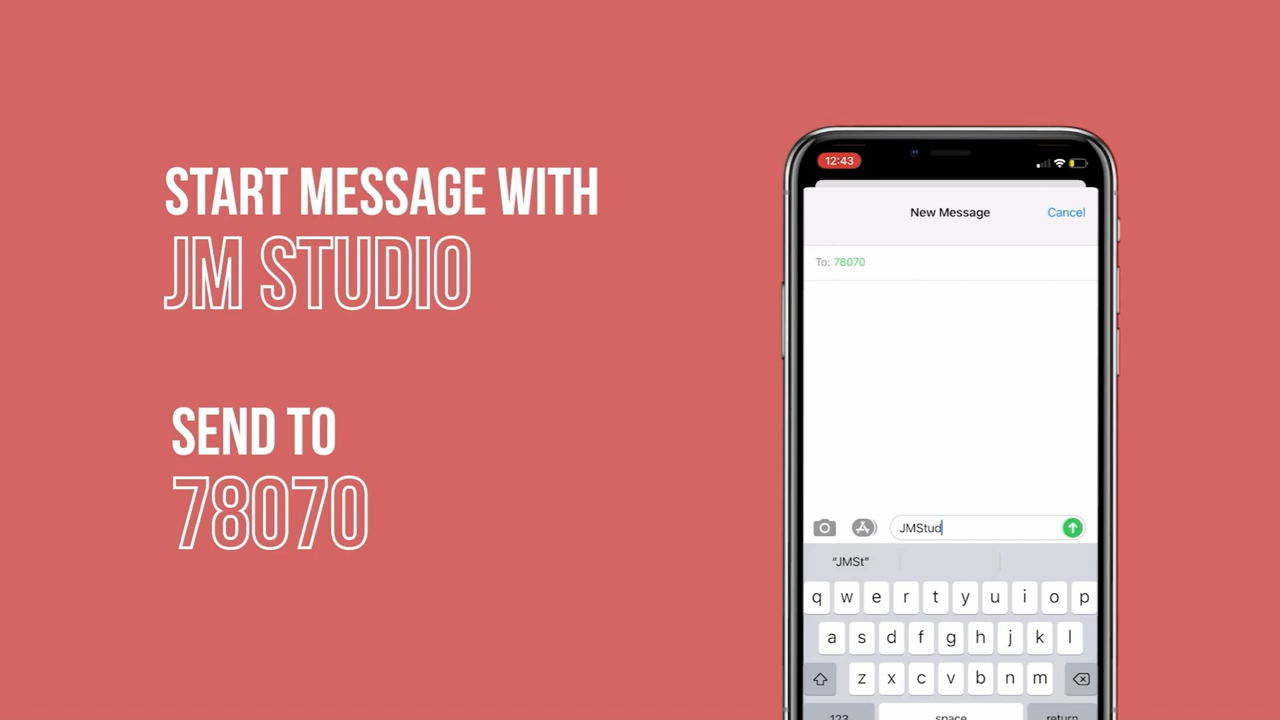 START MESSAGE WITH
JM STUDIO
SEND TO
78070
12:43
New Message
Cancel
To: 78070
JMStud
“JMSt”
q w e r t y u i o p
a s d f g h j k l
z x c v b n m
123 space return